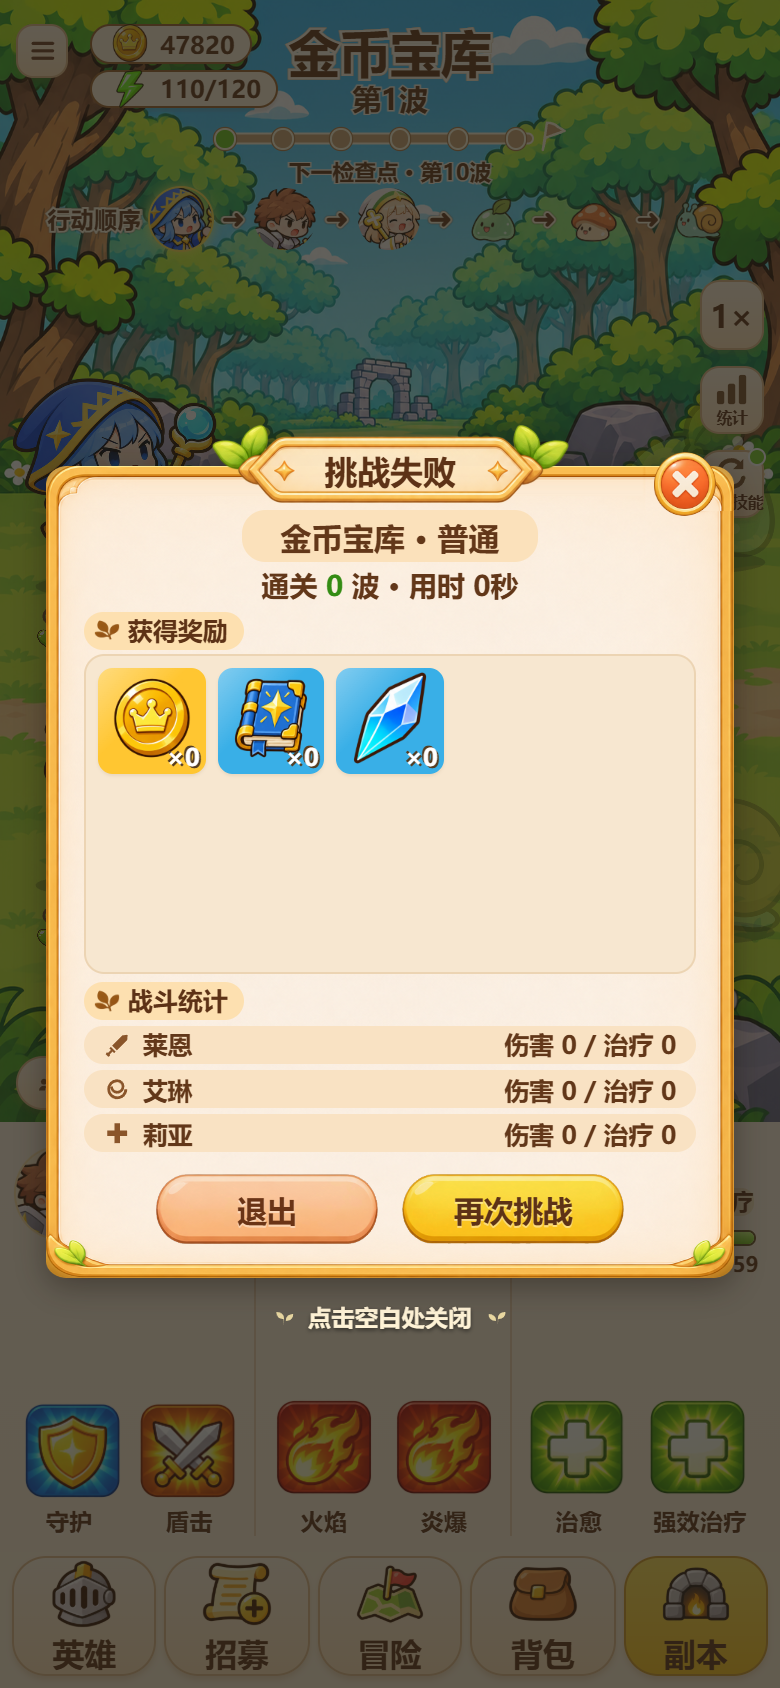 47820
金币宝库
110/120
第1波
下一检查点·第10波
行动顺序
1×
统计
技能
挑战失败
金币宝库·普通
通关 0 波·用时 0秒
获得奖励
×0
×0
×0
战斗统计
莱恩 伤害 0 / 治疗 0
艾琳 伤害 0 / 治疗 0
莉亚 伤害 0 / 治疗 0
疗
退出 再次挑战
59
点击空白处关闭
守护 盾击 火焰 炎爆 治愈 强效治疗
英雄 招募 冒险 背包 副本